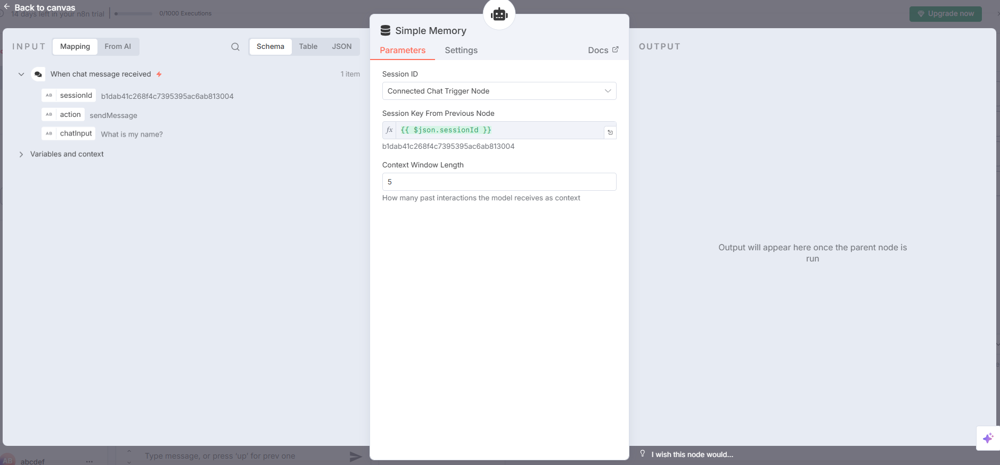 Back to canvas
14 days left in your n8n trial
0/1000 Executions
Upgrade now
INPUT
Mapping
From AI
Schema
Table
JSON
When chat message received
1 item
AB sessionId b1dab41c268f4c7395395ac6ab813004
AB action sendMessage
AB chatInput What is my name?
Variables and context
Simple Memory
Parameters
Settings
Docs
Session ID
Connected Chat Trigger Node
Session Key From Previous Node
fx {{ $json.sessionId }}
b1dab41c268f4c7395395ac6ab813004
Context Window Length
5
How many past interactions the model receives as context
OUTPUT
Output will appear here once the parent node is
run
I wish this node would...
AB abcdef
Type message, or press 'up' for prev one